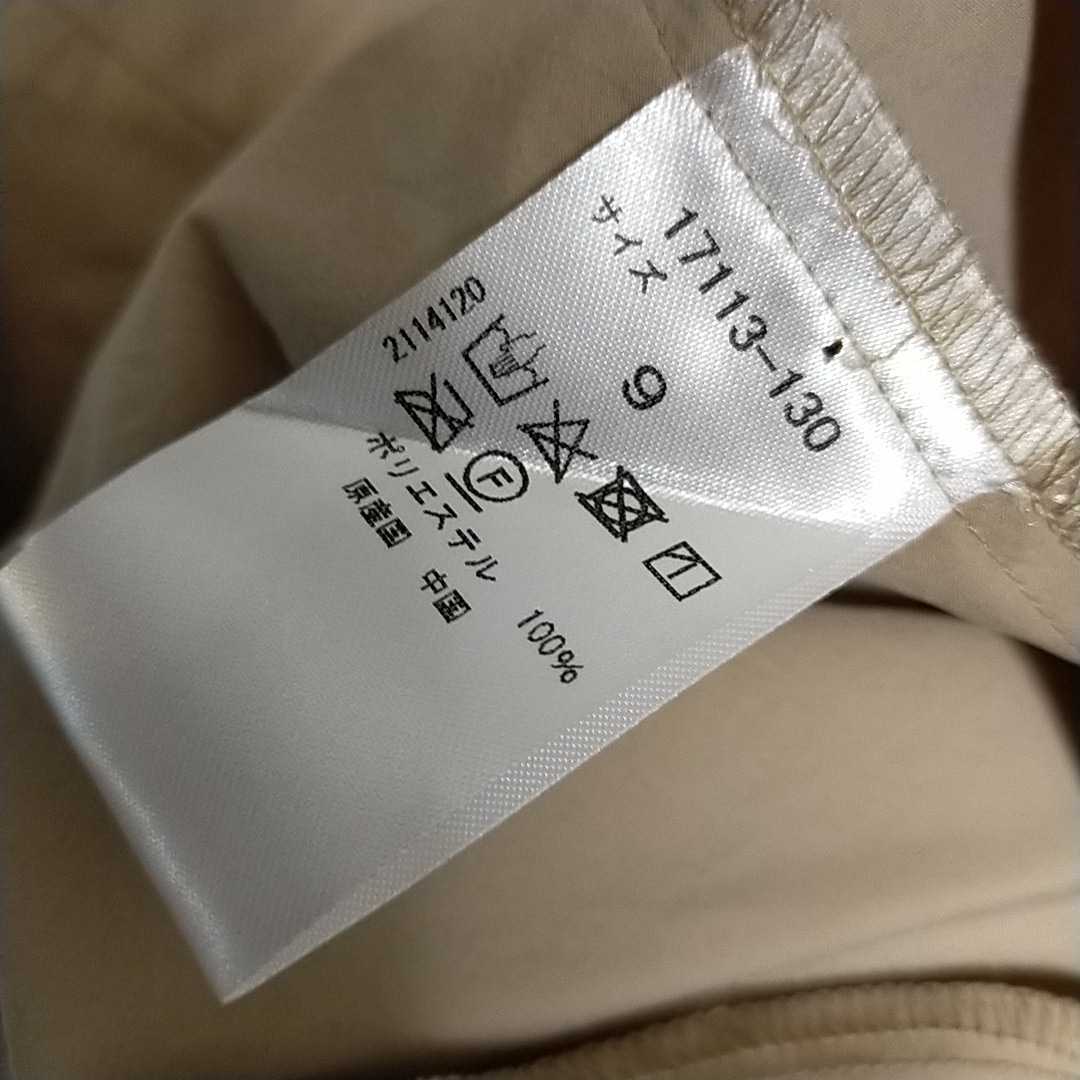 17113-130
サイズ 9
2114120
F
ポリエステル 100%
原産国 中国